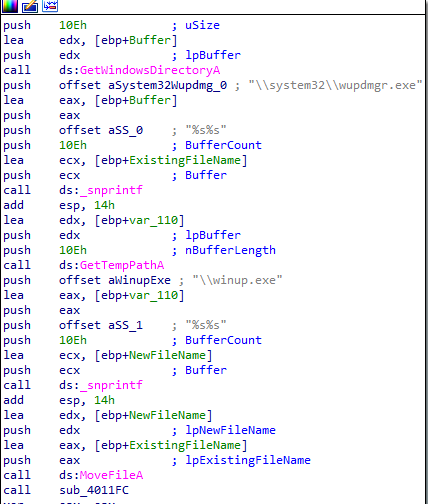 push 10Eh ; uSize
lea edx, [ebp+Buffer]
push edx ; lpBuffer
call ds:GetWindowsDirectoryA
push offset aSystem32Wupdmg_0 ; "\\system32\\wupdmgr.exe"
lea eax, [ebp+Buffer]
push eax
push offset aSS_0 ; "%s%s"
push 10Eh ; BufferCount
lea ecx, [ebp+ExistingFileName]
push ecx ; Buffer
call ds:_snprintf
add esp, 14h
lea edx, [ebp+var_110]
push edx ; lpBuffer
push 10Eh ; nBufferLength
call ds:GetTempPathA
push offset aWinupExe ; "\\winup.exe"
lea eax, [ebp+var_110]
push eax
push offset aSS_1 ; "%s%s"
push 10Eh ; BufferCount
lea ecx, [ebp+NewFileName]
push ecx ; Buffer
call ds:_snprintf
add esp, 14h
lea edx, [ebp+NewFileName]
push edx ; lpNewFileName
lea eax, [ebp+ExistingFileName]
push eax ; lpExistingFileName
call ds:MoveFileA
call sub_4011FC